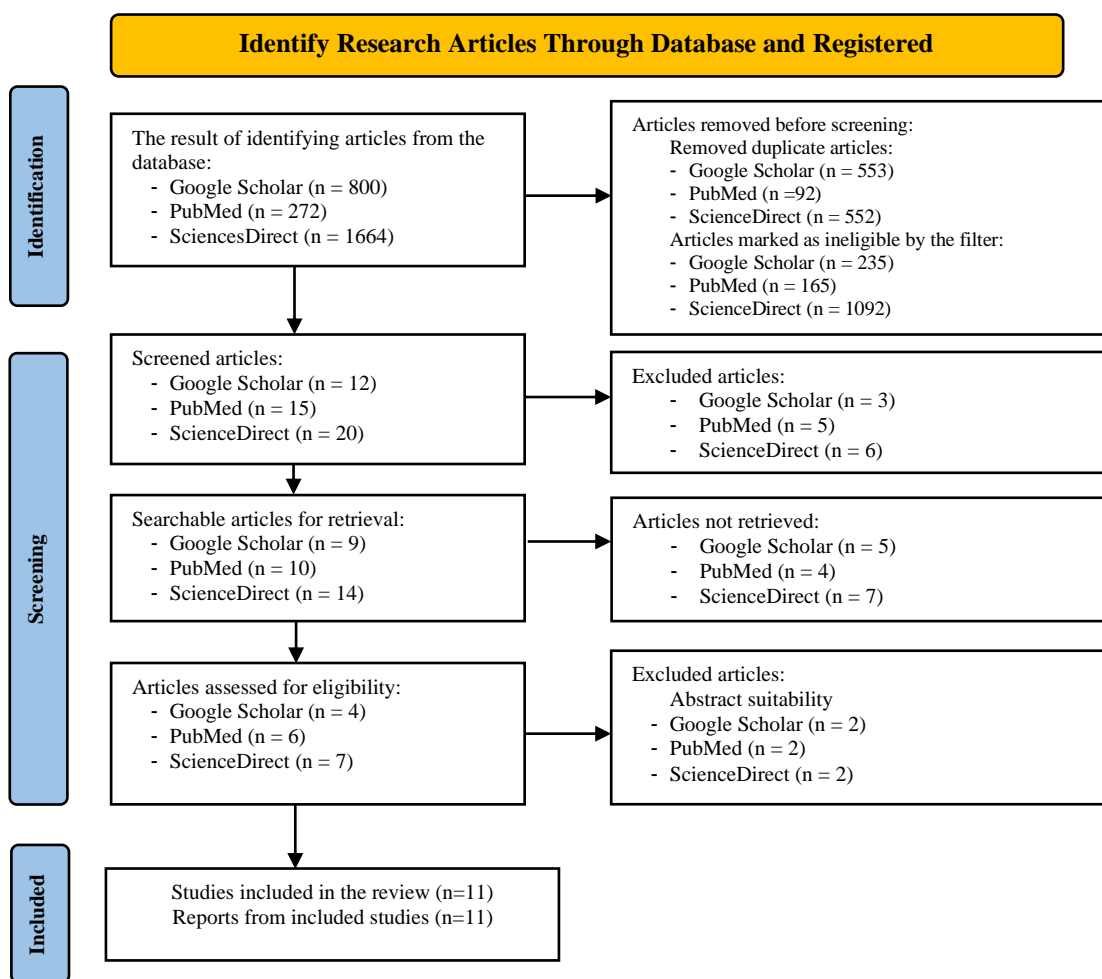 Identify Research Articles Through Database and Registered
Identification
The result of identifying articles from the
database:
- Google Scholar (n = 800)
- PubMed (n = 272)
- SciencesDirect (n = 1664)
Articles removed before screening:
Removed duplicate articles:
- Google Scholar (n = 553)
- PubMed (n =92)
- ScienceDirect (n = 552)
Articles marked as ineligible by the filter:
- Google Scholar (n = 235)
- PubMed (n = 165)
- ScienceDirect (n = 1092)
Screening
Screened articles:
- Google Scholar (n = 12)
- PubMed (n = 15)
- ScienceDirect (n = 20)
Excluded articles:
- Google Scholar (n = 3)
- PubMed (n = 5)
- ScienceDirect (n = 6)
Searchable articles for retrieval:
- Google Scholar (n = 9)
- PubMed (n = 10)
- ScienceDirect (n = 14)
Articles not retrieved:
- Google Scholar (n = 5)
- PubMed (n = 4)
- ScienceDirect (n = 7)
Articles assessed for eligibility:
- Google Scholar (n = 4)
- PubMed (n = 6)
- ScienceDirect (n = 7)
Excluded articles:
Abstract suitability
- Google Scholar (n = 2)
- PubMed (n = 2)
- ScienceDirect (n = 2)
Included
Studies included in the review (n=11)
Reports from included studies (n=11)